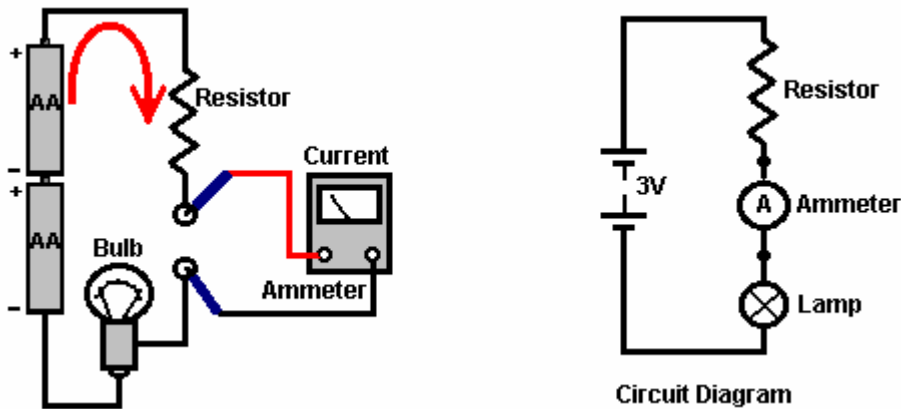 +
AA
−
+
AA
−
Resistor
Current
Bulb
Ammeter
Resistor
3V
A
Ammeter
Lamp
Circuit Diagram